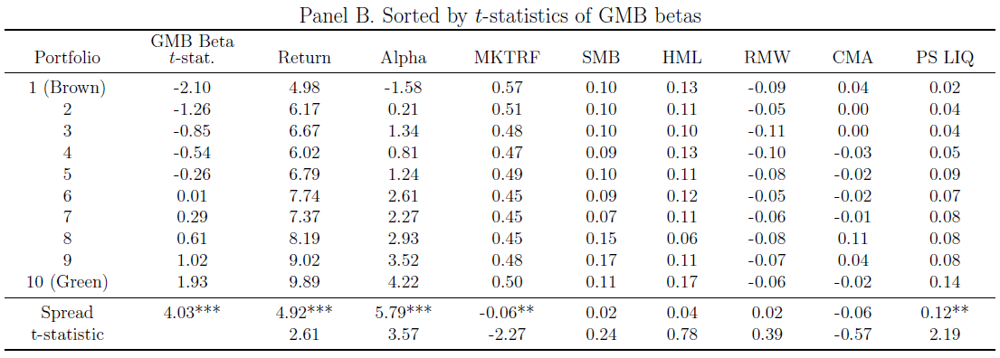 Panel B. Sorted by t-statistics of GMB betas
Portfolio GMB Beta t-stat. Return Alpha MKTRF SMB HML RMW CMA PS LIQ
1 (Brown) -2.10 4.98 -1.58 0.57 0.10 0.13 -0.09 0.04 0.02
2 -1.26 6.17 0.21 0.51 0.10 0.11 -0.05 0.00 0.04
3 -0.85 6.67 1.34 0.48 0.10 0.10 -0.11 0.00 0.04
4 -0.54 6.02 0.81 0.47 0.09 0.13 -0.10 -0.03 0.05
5 -0.26 6.79 1.24 0.49 0.10 0.11 -0.08 -0.02 0.09
6 0.01 7.74 2.61 0.45 0.09 0.12 -0.05 -0.02 0.07
7 0.29 7.37 2.27 0.45 0.07 0.11 -0.06 -0.01 0.08
8 0.61 8.19 2.93 0.45 0.15 0.06 -0.08 0.11 0.08
9 1.02 9.02 3.52 0.48 0.17 0.11 -0.07 0.04 0.08
10 (Green) 1.93 9.89 4.22 0.50 0.11 0.17 -0.06 -0.02 0.14
Spread 4.03*** 4.92*** 5.79*** -0.06** 0.02 0.04 0.02 -0.06 0.12**
t-statistic 2.61 3.57 -2.27 0.24 0.78 0.39 -0.57 2.19